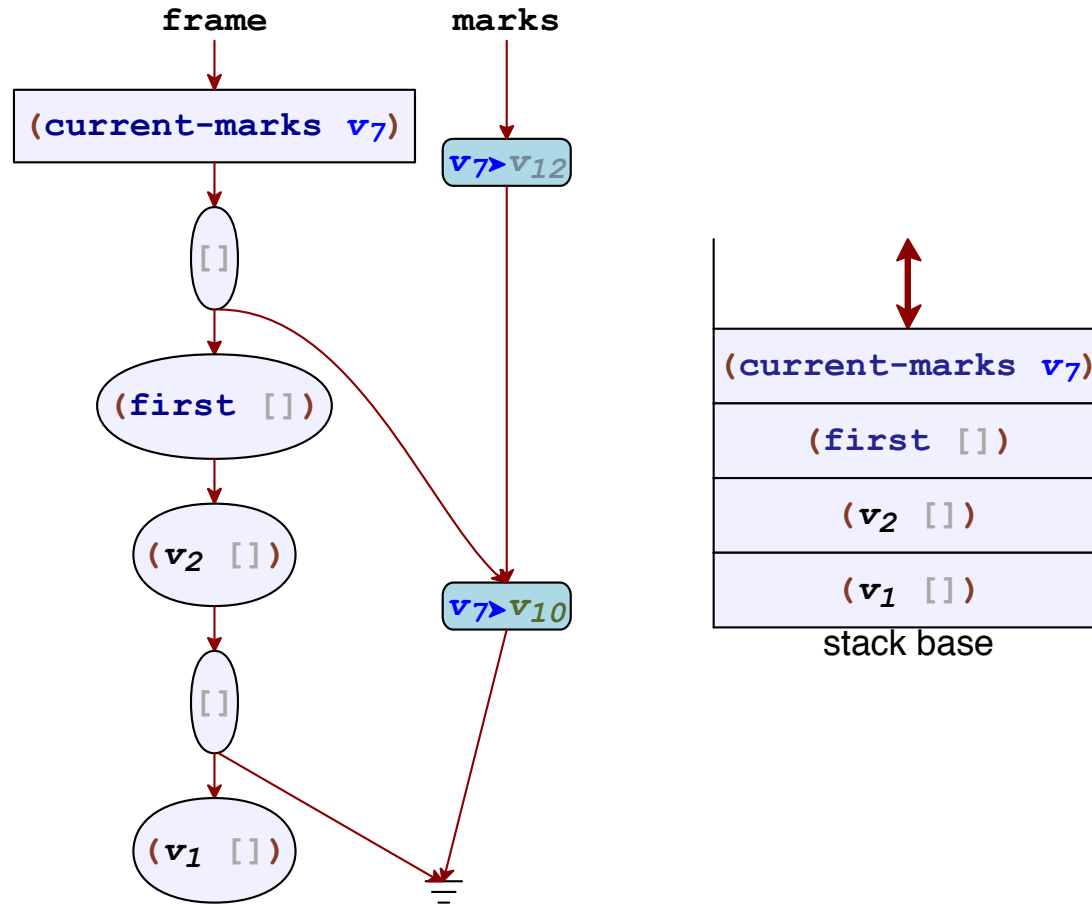 frame
marks
(current-marks v7)
v7➤v12
[]
(first [])
(v2 [])
v7➤v10
[]
(v1 [])
(current-marks v7)
(first [])
(v2 [])
(v1 [])
stack base